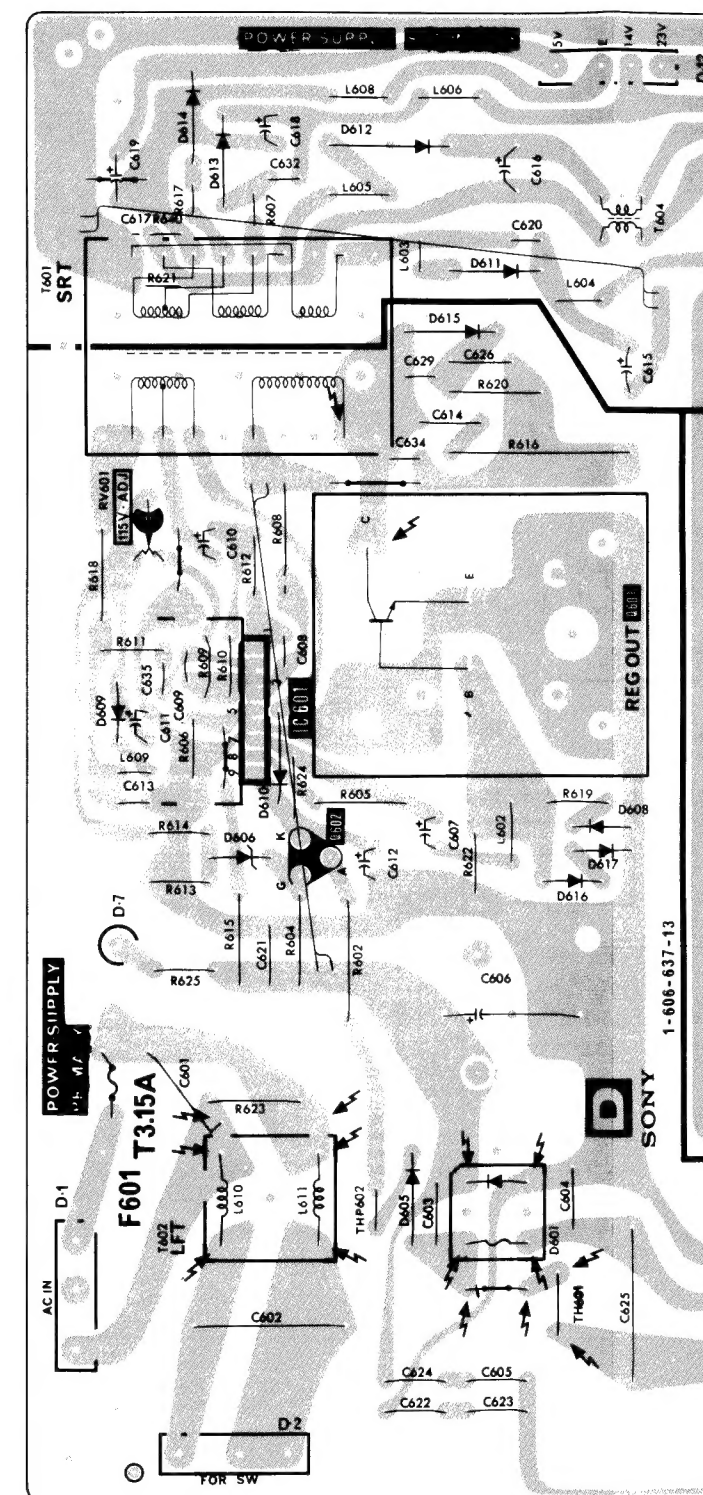 POWER SUPPLY
5V
E
14V
23V
L608
L606
D614
D613
C618
D612
C619
C632
C616
R617
R607
L605
T604
C617
C620
L603
D611
L604
T601
SRT
R621
D615
C629
C626
R620
C615
C614
C634
R616
RV601
115V-ADJ
C610
R612
R608
R618
C
E
B
REG OUT
R611
C635
R609
R610
C608
IC601
D609
C611
C609
R606
5
7
8
9
L609
C613
D610
R624
R605
R619
R614
D606
K
G
A
C612
C607
R622
L602
D608
D617
D616
R613
D-7
R615
C621
R604
R602
C606
R625
1-606-637-13
POWER SUPPLY
C601
R623
D
SONY
F601 T3.15A
D-1
AC IN
T602
LFT
L610
L611
THP602
D605
C603
D601
C604
TH601
C625
C602
C624
C605
C622
C623
D-2
FOR SW